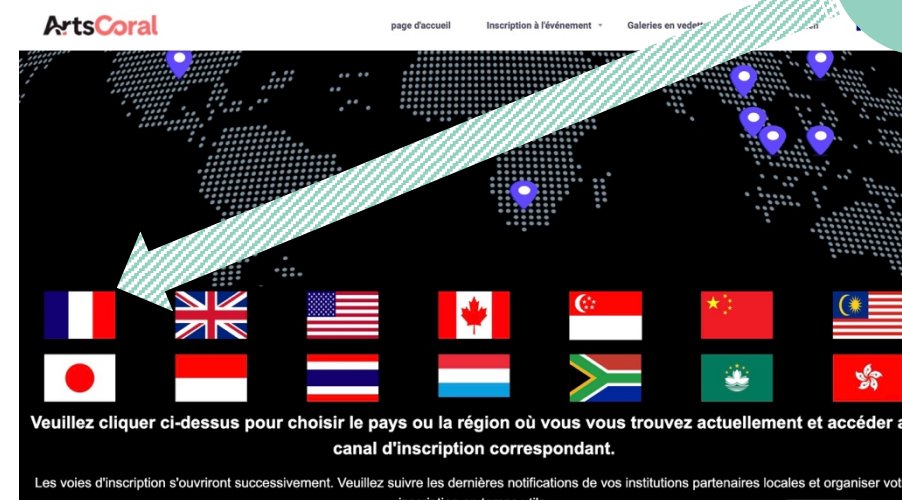 ArtsCoral
page d'accueil Inscription à l'événement Galeries en vedette
Veuillez cliquer ci-dessus pour choisir le pays ou la région où vous vous trouvez actuellement et accéder
canal d'inscription correspondant.
Les voies d'inscription s'ouvriront successivement. Veuillez suivre les dernières notifications de vos institutions partenaires locales et organiser